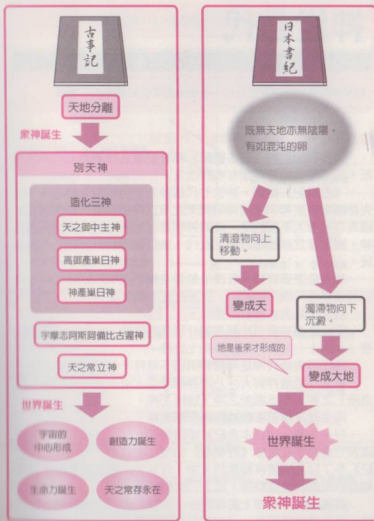 古事記
天地分離
眾神誕生
別天神
造化三神
天之御中主神
高御產巢日神
神產巢日神
宇摩志阿斯訶備比古遲神
天之常立神
世界誕生
宇宙的
中心形成
創造力誕生
生命力誕生
天之常存永在
日本書紀
既無天地亦無陰陽,
有如混沌的卵
清澄物向上
移動。
變成天
濁滯物向下
沉澱。
地是後來才形成的
變成大地
世界誕生
眾神誕生